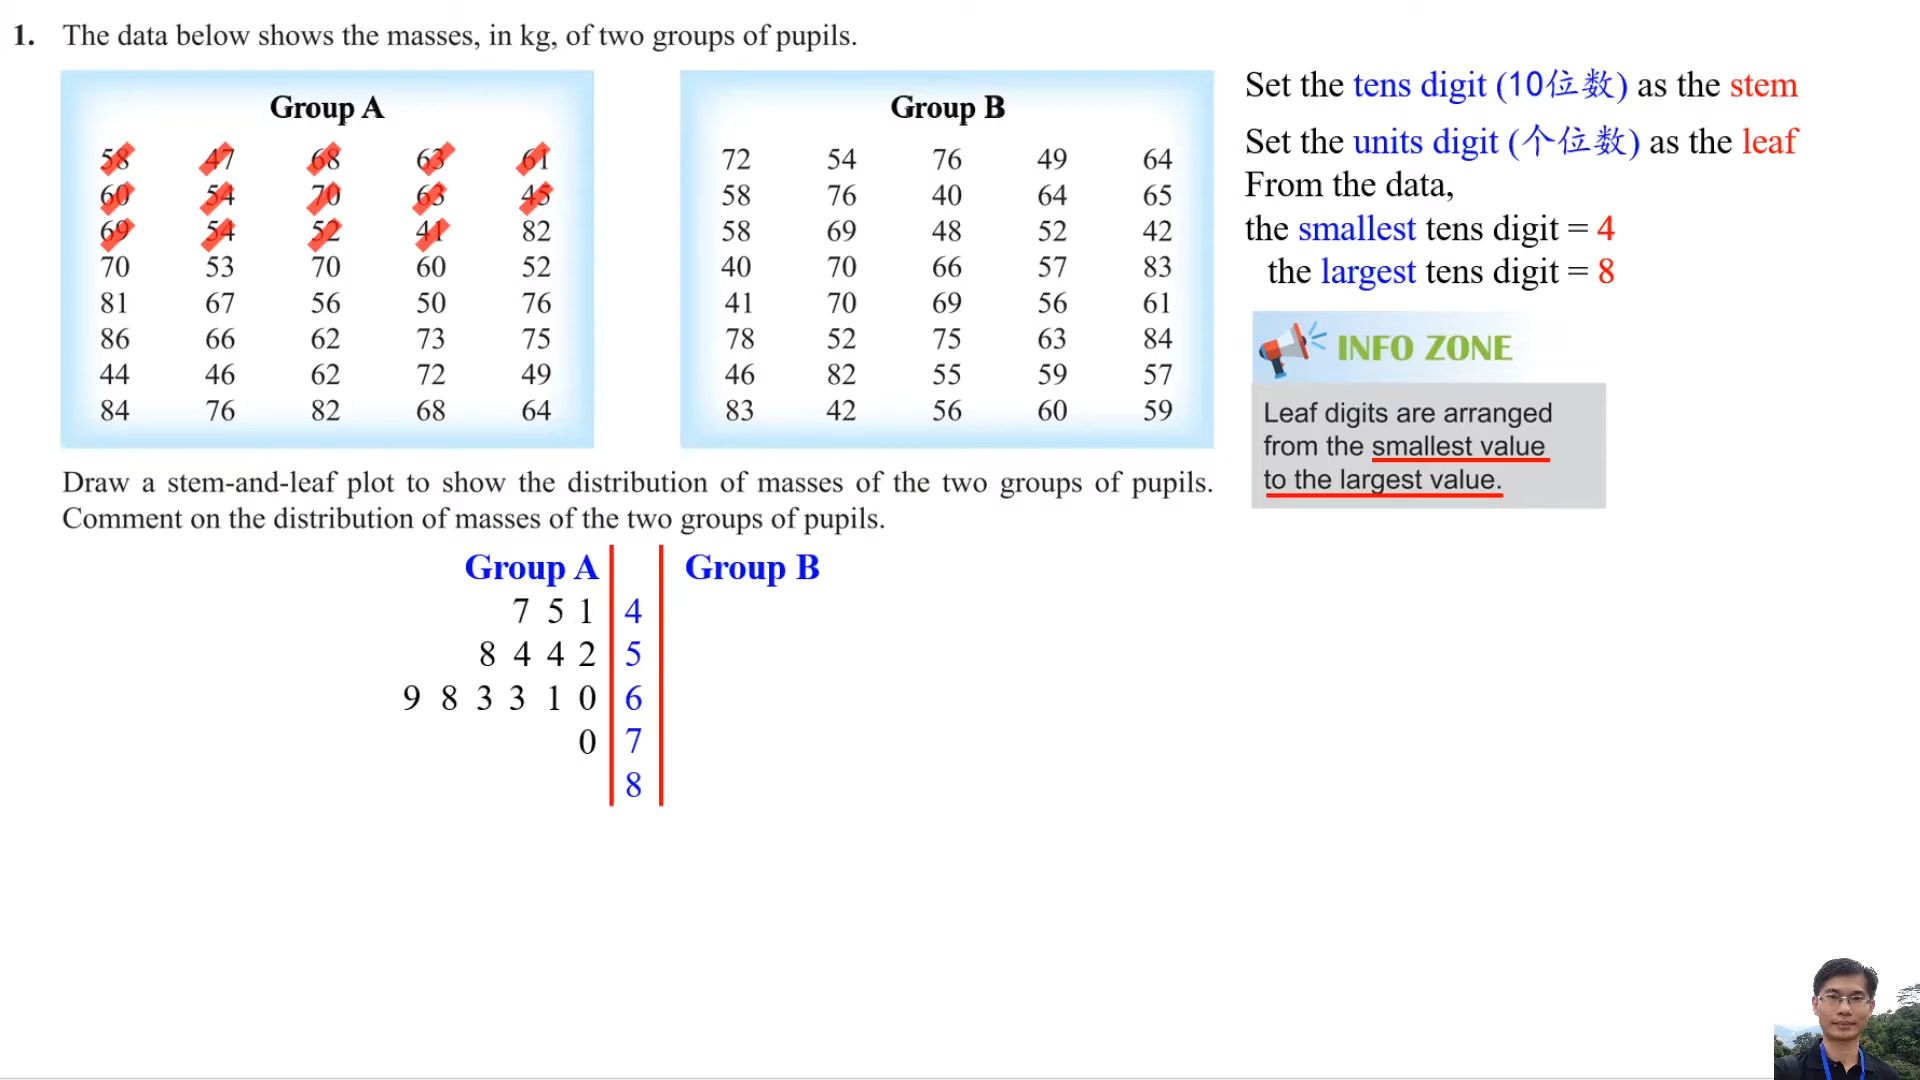 1. The data below shows the masses, in kg, of two groups of pupils.
Group A
58 47 68 63 61
60 54 70 63 45
69 54 52 41 82
70 53 70 60 52
81 67 56 50 76
86 66 62 73 75
44 46 62 72 49
84 76 82 68 64
Group B
72 54 76 49 64
58 76 40 64 65
58 69 48 52 42
40 70 66 57 83
41 70 69 56 61
78 52 75 63 84
46 82 55 59 57
83 42 56 60 59
Set the tens digit (10位数) as the stem
Set the units digit (个位数) as the leaf
From the data,
the smallest tens digit = 4
the largest tens digit = 8
INFO ZONE
Leaf digits are arranged
from the smallest value
to the largest value.
Draw a stem-and-leaf plot to show the distribution of masses of the two groups of pupils.
Comment on the distribution of masses of the two groups of pupils.
Group A Group B
7 5 1 4
8 4 4 2 5
9 8 3 3 1 0 6
0 7
8